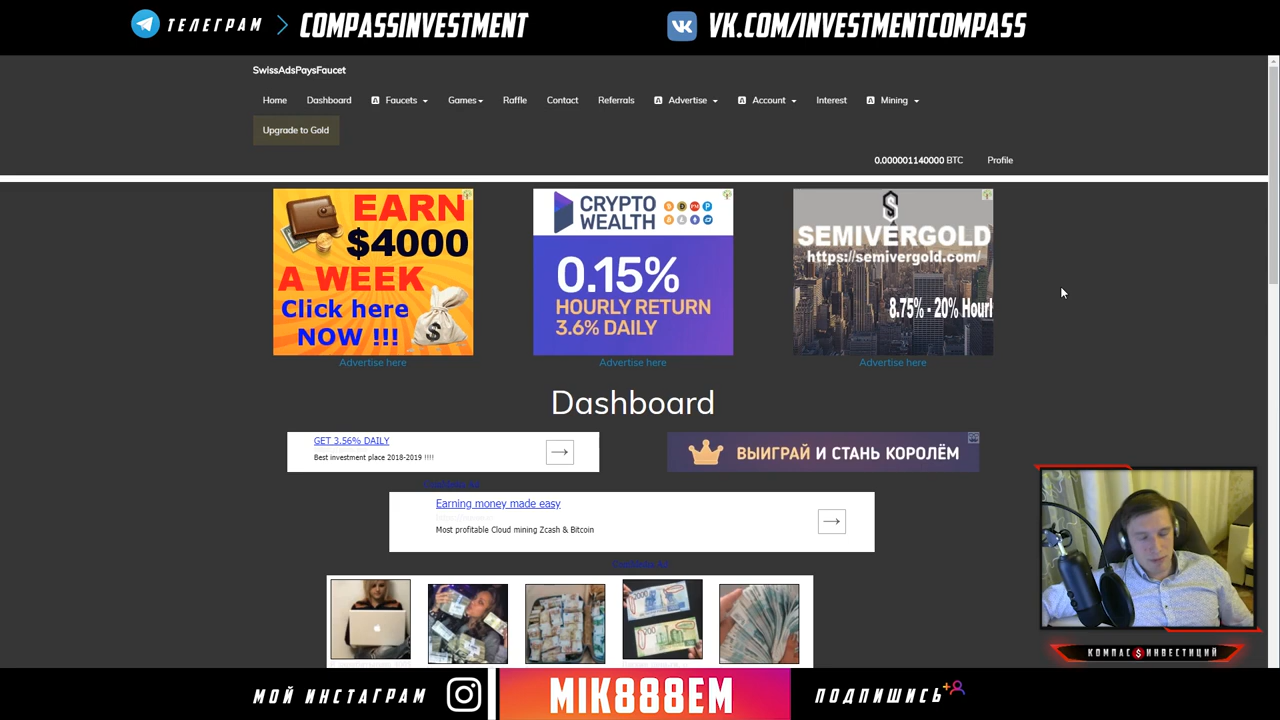 ТЕЛЕГРАМ COMPASSINVESTMENT
VK.COM/INVESTMENTCOMPASS
SwissAdsPaysFaucet
Home Dashboard Faucets Games Raffle Contact Referrals Advertise Account Interest Mining
Upgrade to Gold
0.000001140000 BTC Profile
EARN
$4000
A WEEK
Click here
NOW !!!
Advertise here
CRYPTO
WEALTH
0.15%
HOURLY RETURN
3.6% DAILY
Advertise here
SEMIVERGOLD
https://semivergold.com/
8.75% - 20% Hourl
Advertise here
Dashboard
GET 3.56% DAILY
Best investment place 2018-2019 !!!!
ВЫИГРАЙ И СТАНЬ КОРОЛЁМ
Earning money made easy
Most profitable Cloud mining Zcash & Bitcoin
КОМПАС $ ИНВЕСТИЦИЙ
МОЙ ИНСТАГРАМ
MIK888EM
ПОДПИШИСЬ